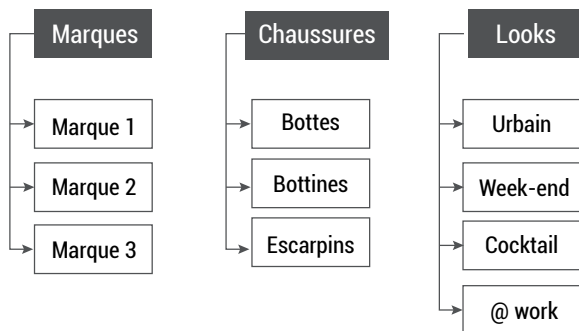 Marques
Marque 1
Marque 2
Marque 3
Chaussures
Bottes
Bottines
Escarpins
Looks
Urbain
Week-end
Cocktail
@ work